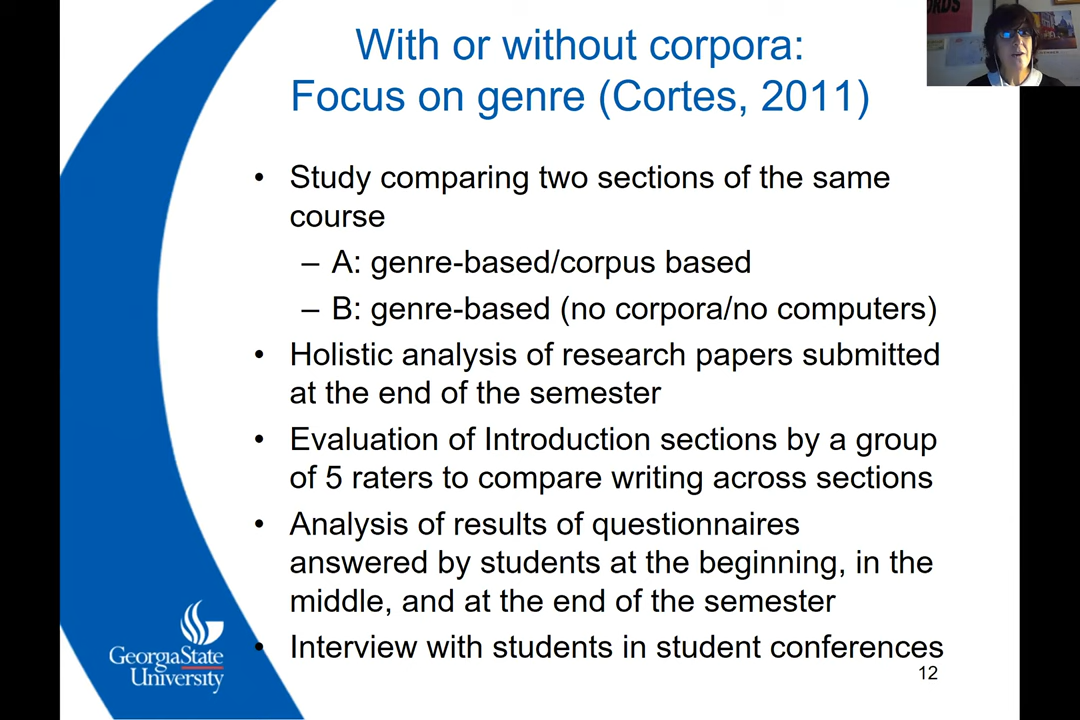 With or without corpora:
Focus on genre (Cortes, 2011)
• Study comparing two sections of the same
course
– A: genre-based/corpus based
– B: genre-based (no corpora/no computers)
• Holistic analysis of research papers submitted
at the end of the semester
• Evaluation of Introduction sections by a group
of 5 raters to compare writing across sections
• Analysis of results of questionnaires
answered by students at the beginning, in the
middle, and at the end of the semester
• Interview with students in student conferences
GeorgiaState
University
12